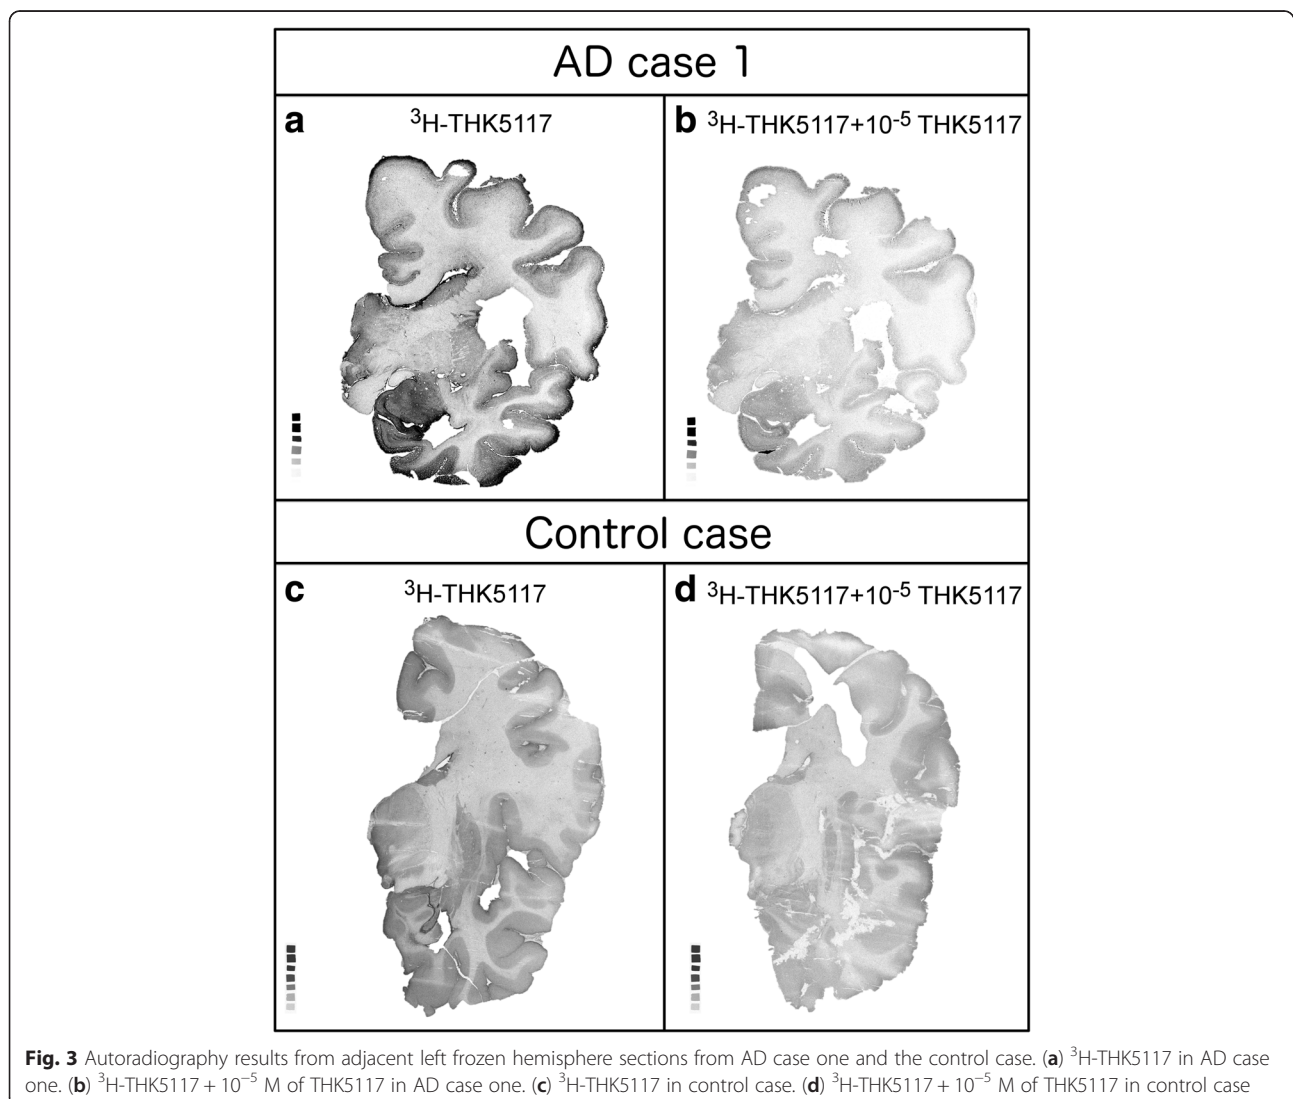 AD case 1
a ³H-THK5117
b ³H-THK5117+10⁻⁵ THK5117
Control case
c ³H-THK5117
d ³H-THK5117+10⁻⁵ THK5117
Fig. 3 Autoradiography results from adjacent left frozen hemisphere sections from AD case one and the control case. (a) ³H-THK5117 in AD case
one. (b) ³H-THK5117 + 10⁻⁵ M of THK5117 in AD case one. (c) ³H-THK5117 in control case. (d) ³H-THK5117 + 10⁻⁵ M of THK5117 in control case